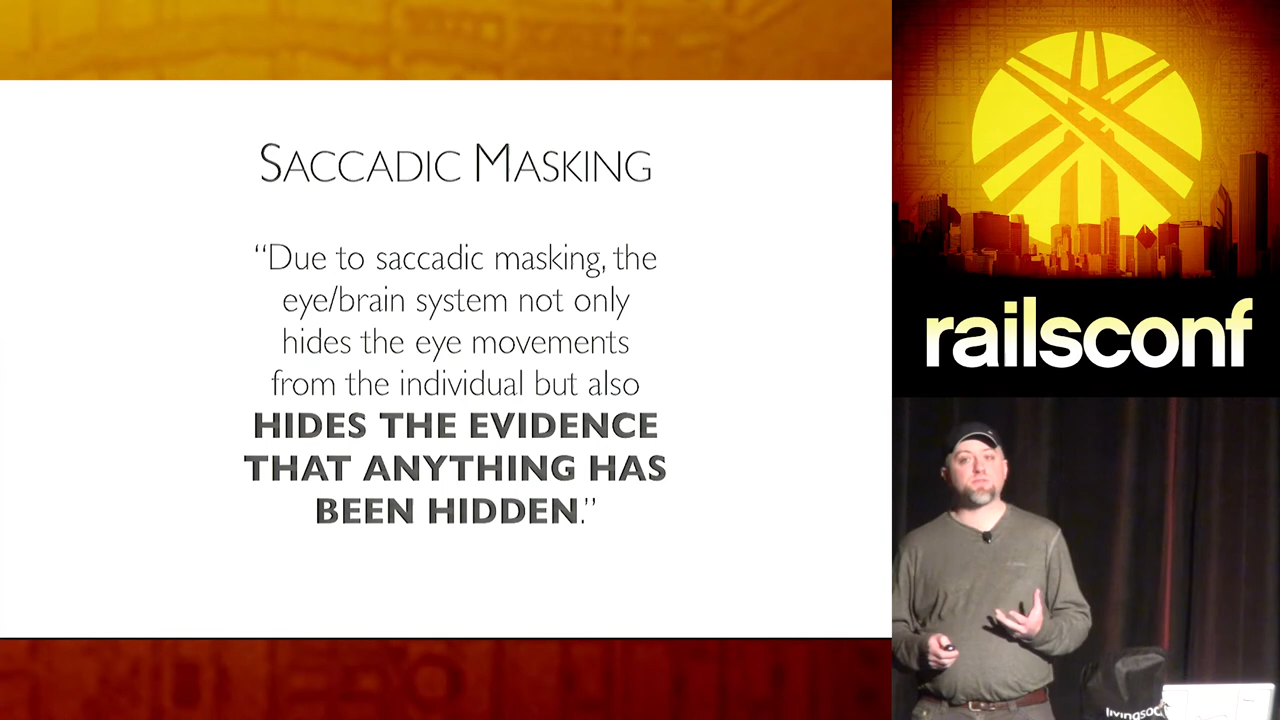 SACCADIC MASKING
“Due to saccadic masking, the
eye/brain system not only
hides the eye movements
from the individual but also
HIDES THE EVIDENCE
THAT ANYTHING HAS
BEEN HIDDEN.”
railsconf
livingsoc